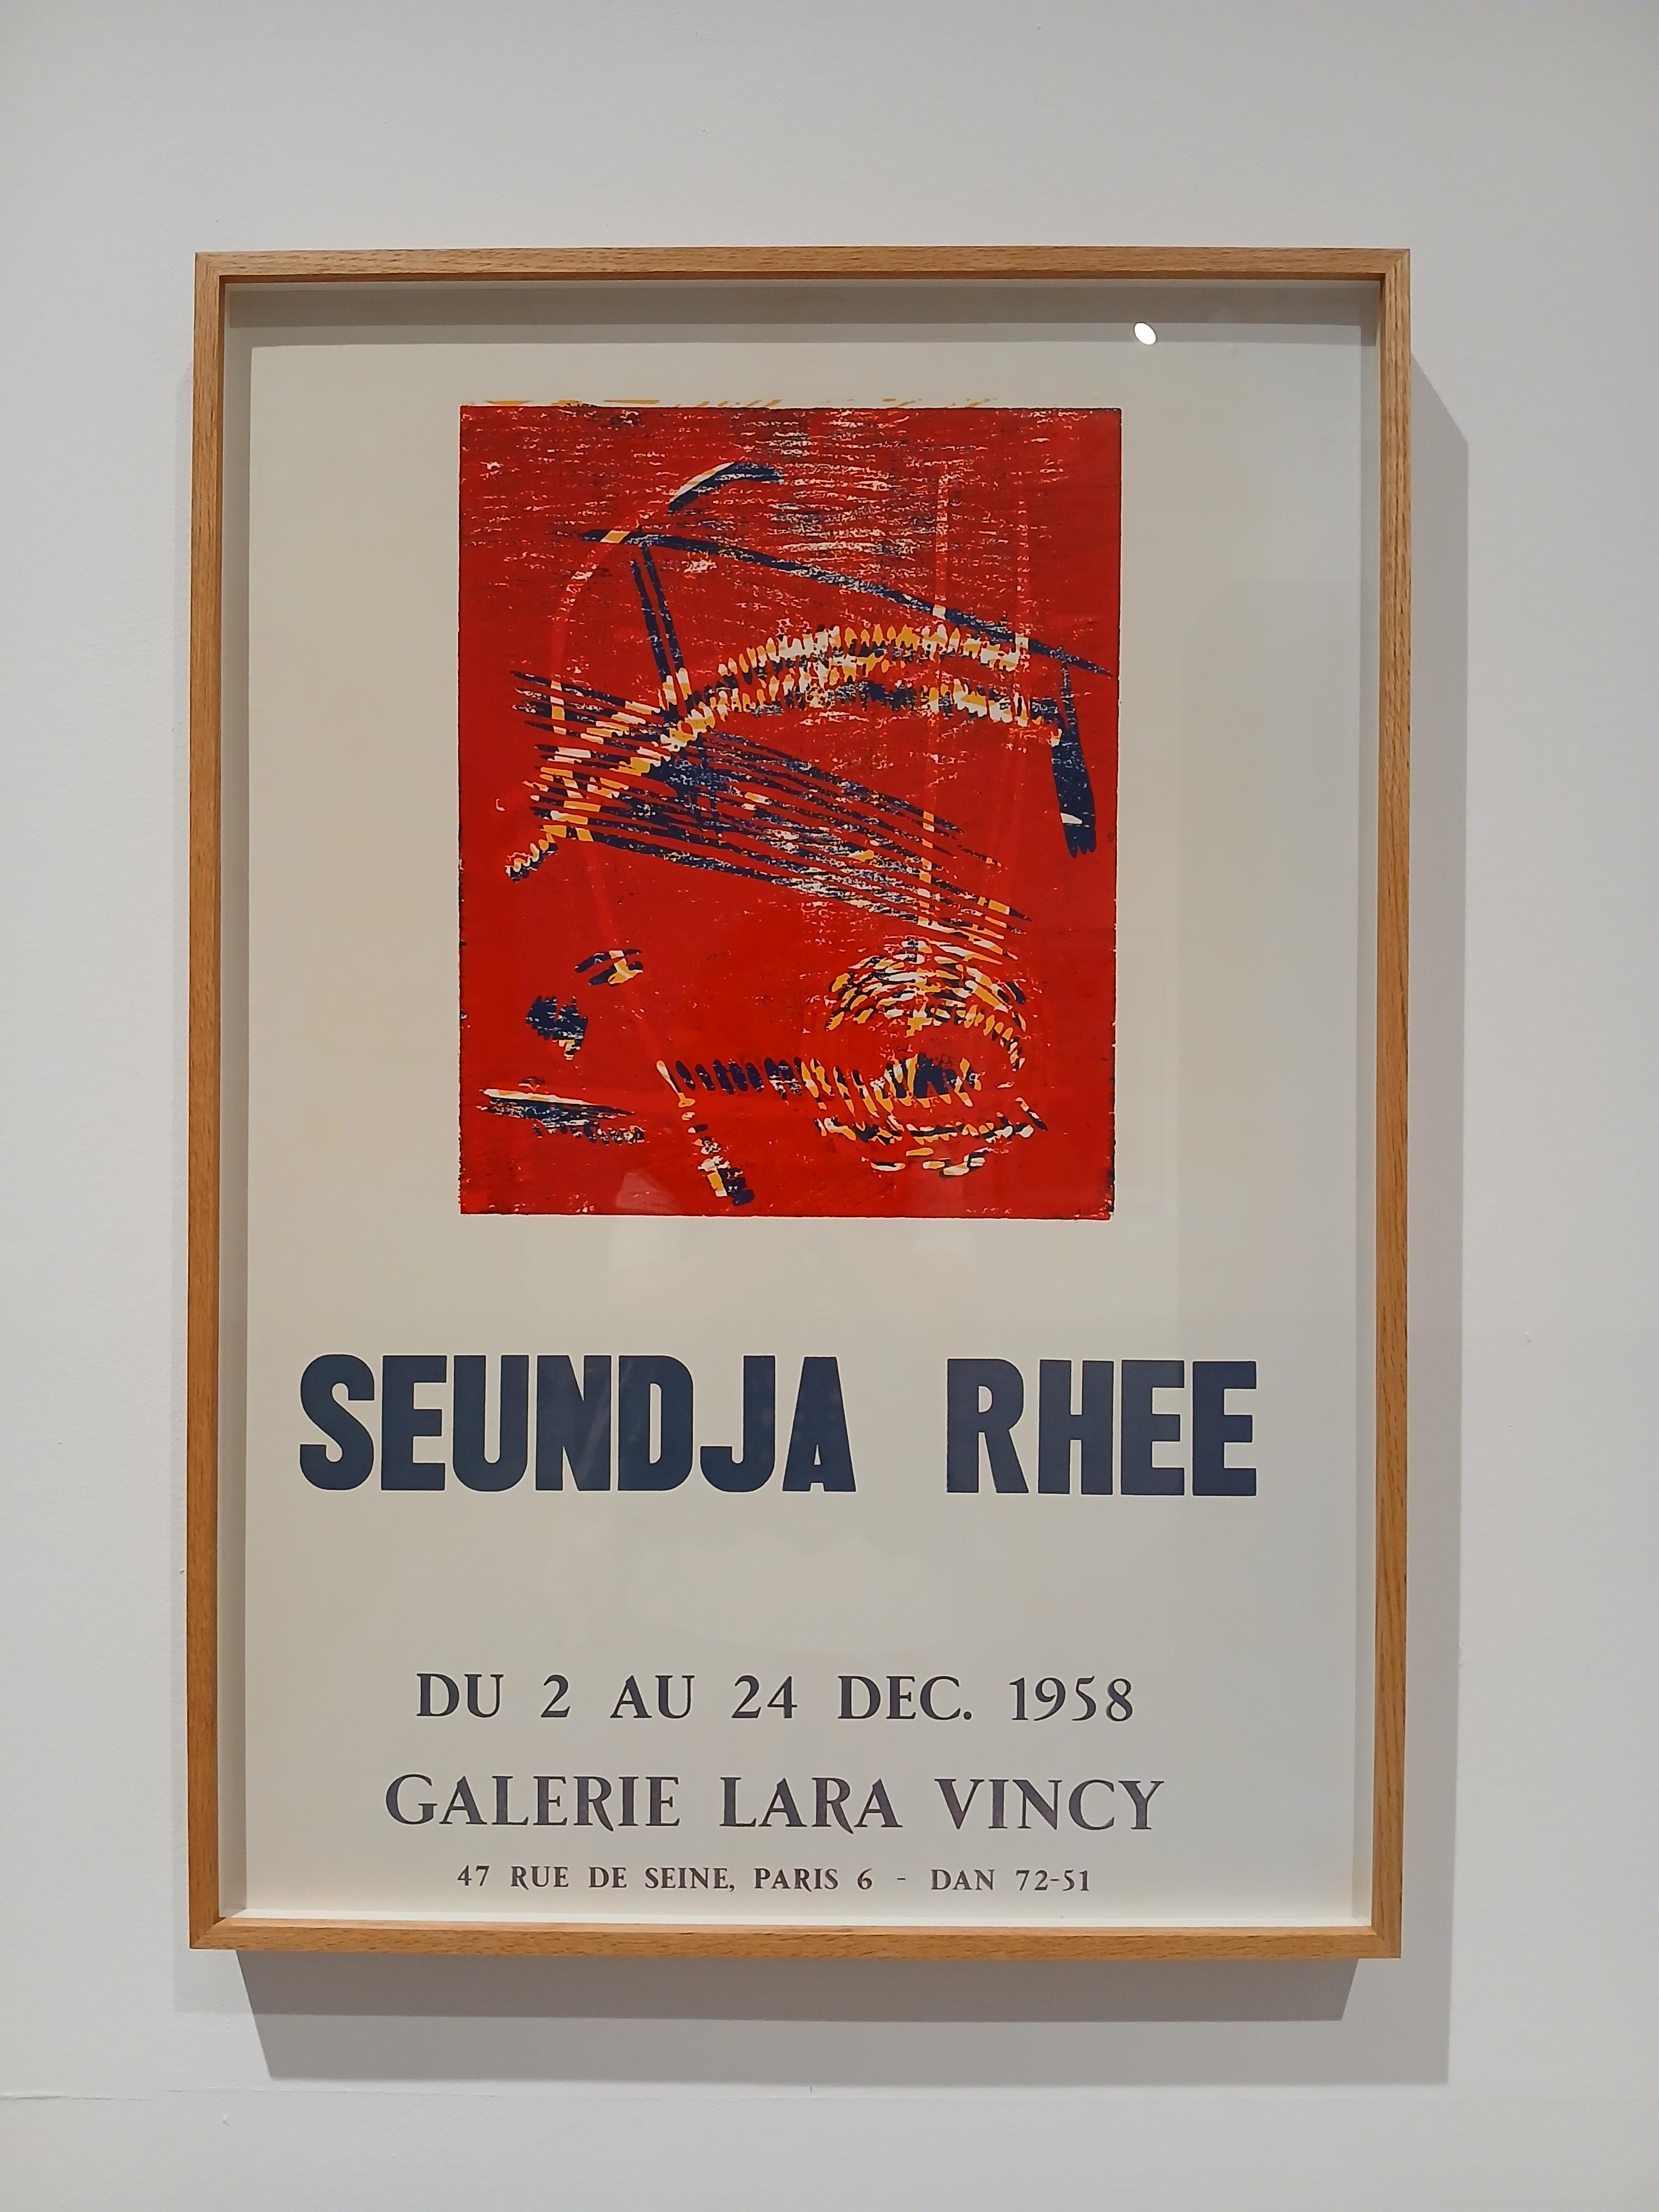 SEUNDJA RHEE
DU 2 AU 24 DEC. 1958
GALERIE LARA VINCY
47 RUE DE SEINE, PARIS 6 - DAN 72-51